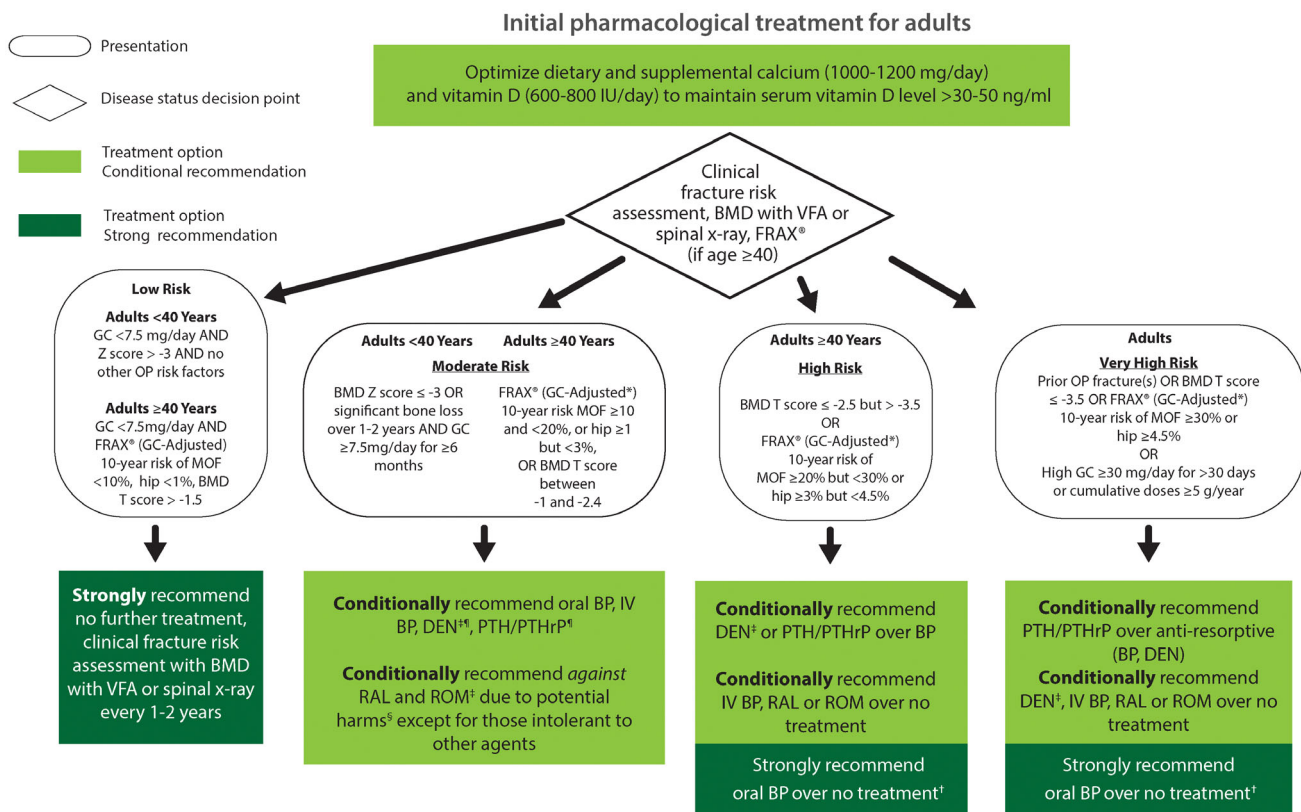 Initial pharmacological treatment for adults
Presentation
Disease status decision point
Treatment option
Conditional recommendation
Treatment option
Strong recommendation
Optimize dietary and supplemental calcium (1000-1200 mg/day)
and vitamin D (600-800 IU/day) to maintain serum vitamin D level >30-50 ng/ml
Clinical
fracture risk
assessment, BMD with VFA or
spinal x-ray, FRAX®
(if age ≥40)
Low Risk
Adults <40 Years
GC <7.5 mg/day AND
Z score > -3 AND no
other OP risk factors
Adults ≥40 Years
GC <7.5mg/day AND
FRAX® (GC-Adjusted)
10-year risk of MOF
<10%, hip <1%, BMD
T score > -1.5
Adults <40 Years
Adults ≥40 Years
Moderate Risk
BMD Z score ≤ -3 OR
significant bone loss
over 1-2 years AND GC
≥7.5mg/day for ≥6
months
FRAX® (GC-Adjusted*)
10-year risk MOF ≥10
and <20%, or hip ≥1
but <3%,
OR BMD T score
between
-1 and -2.4
Adults ≥40 Years
High Risk
BMD T score ≤ -2.5 but > -3.5
OR
FRAX® (GC-Adjusted*)
10-year risk of
MOF ≥20% but <30% or
hip ≥3% but <4.5%
Adults
Very High Risk
Prior OP fracture(s) OR BMD T score
≤ -3.5 OR FRAX® (GC-Adjusted*)
10-year risk of MOF ≥30% or
hip ≥4.5%
OR
High GC ≥30 mg/day for >30 days
or cumulative doses ≥5 g/year
Strongly recommend
no further treatment,
clinical fracture risk
assessment with BMD
with VFA or spinal x-ray
every 1-2 years
Conditionally recommend oral BP, IV
BP, DEN‡¶, PTH/PTHrP¶
Conditionally recommend against
RAL and ROM‡ due to potential
harms§ except for those intolerant to
other agents
Conditionally recommend
DEN‡ or PTH/PTHrP over BP
Conditionally recommend
IV BP, RAL or ROM over no
treatment
Strongly recommend
oral BP over no treatment†
Conditionally recommend
PTH/PTHrP over anti-resorptive
(BP, DEN)
Conditionally recommend
DEN‡, IV BP, RAL or ROM over no
treatment
Strongly recommend
oral BP over no treatment†